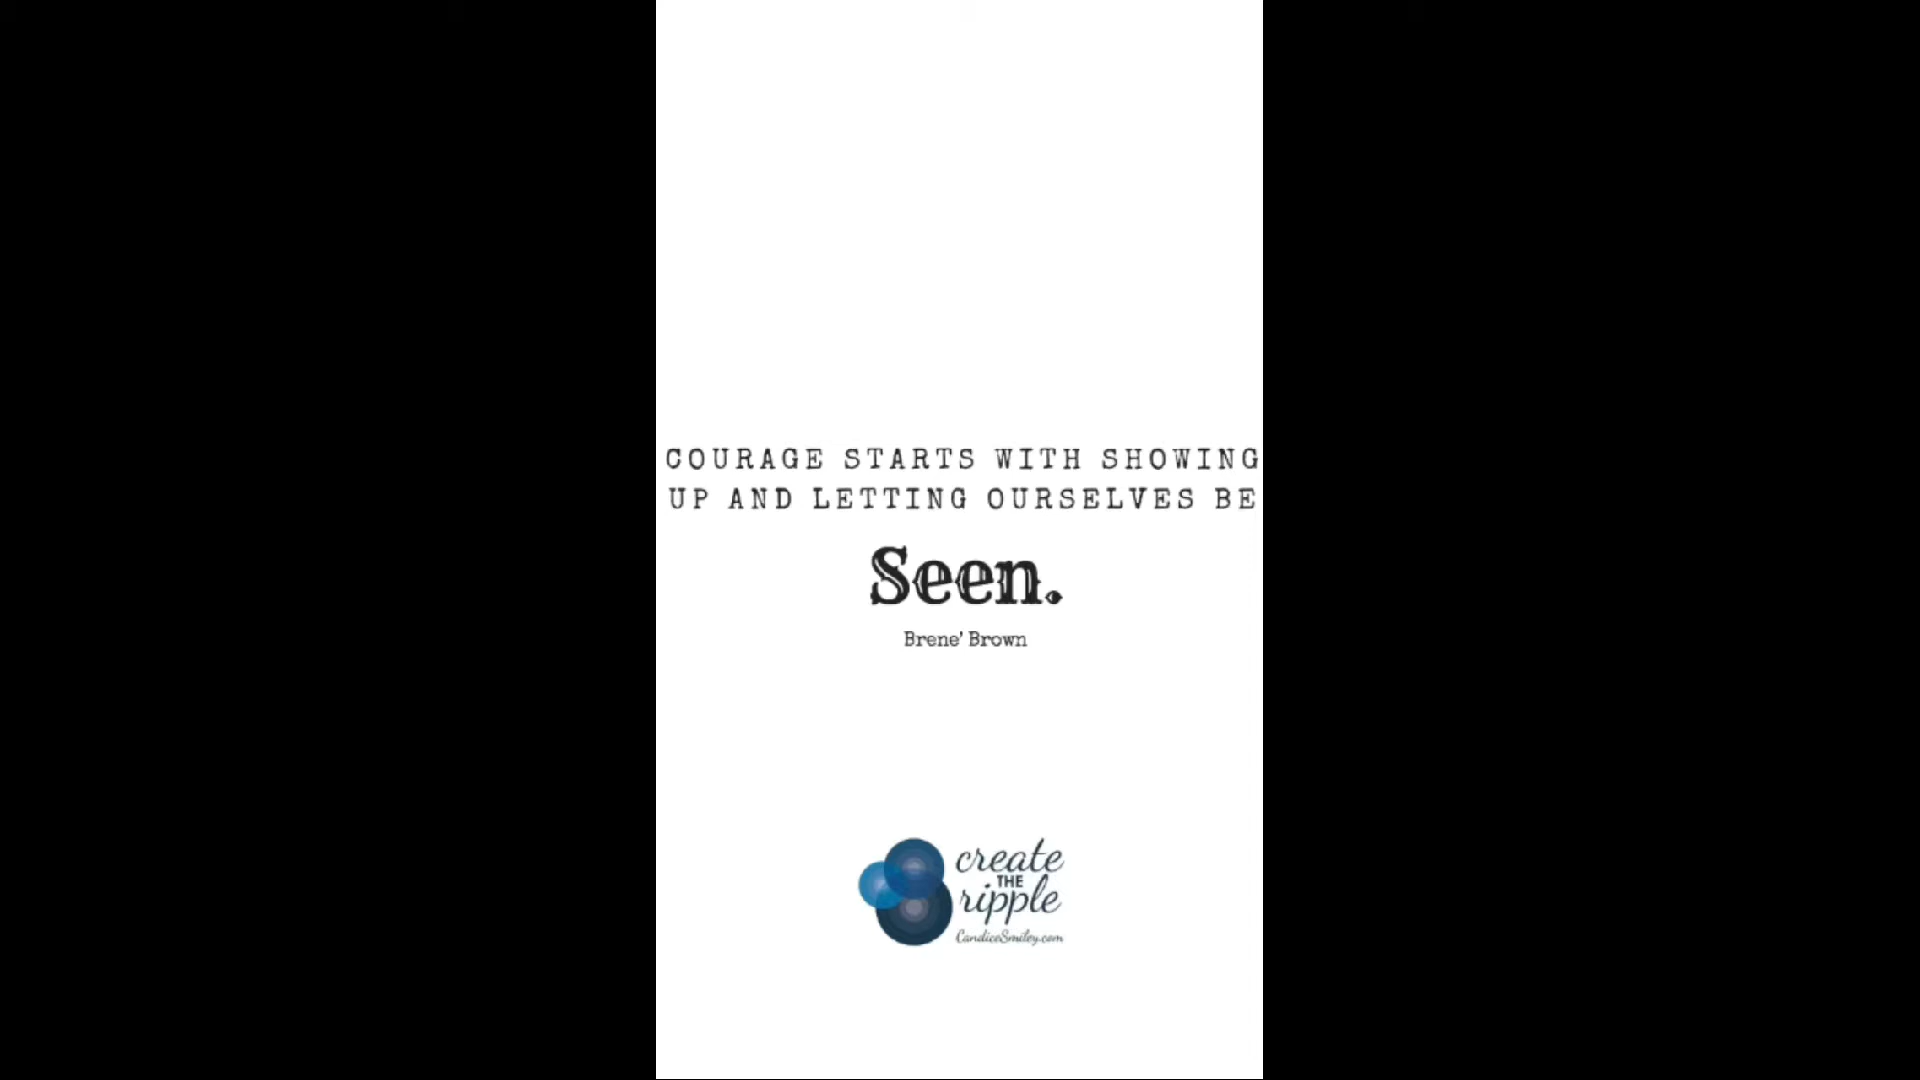 COURAGE STARTS WITH SHOWING
UP AND LETTING OURSELVES BE
Seen.
Brene' Brown
create
THE
ripple
CandiceSmiley.com